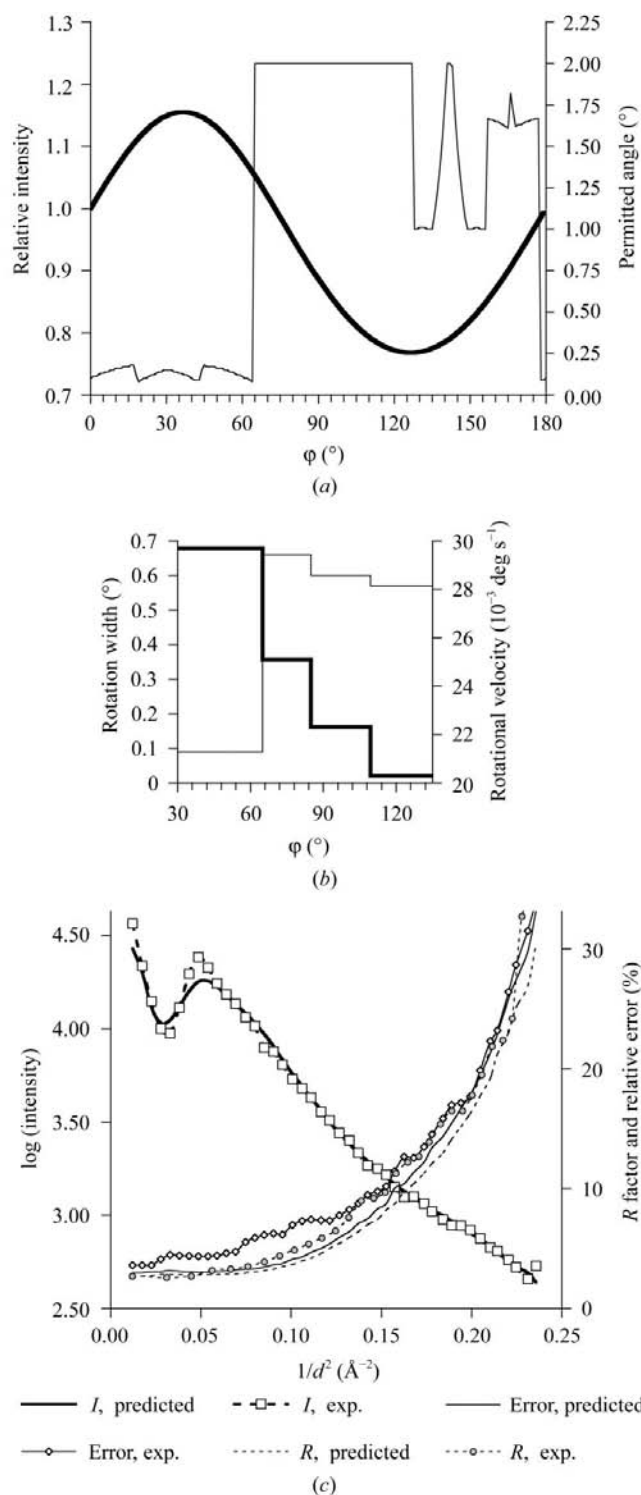 Relative intensity
1.3
1.2
1.1
1.0
0.9
0.8
0.7
Permitted angle (°)
2.25
2.00
1.75
1.50
1.25
1.00
0.75
0.50
0.25
0.00
0 30 60 90 120 150 180
φ (°)
(a)
Rotation width (°)
0.7
0.6
0.5
0.4
0.3
0.2
0.1
0
Rotational velocity (10⁻³ deg s⁻¹)
30
28
26
24
22
20
30 60 90 120
φ (°)
(b)
log (intensity)
4.50
4.00
3.50
3.00
2.50
R factor and relative error (%)
30
20
10
0
0.00 0.05 0.10 0.15 0.20 0.25
1/d² (Å⁻²)
I, predicted I, exp. Error, predicted
Error, exp. R, predicted R, exp.
(c)